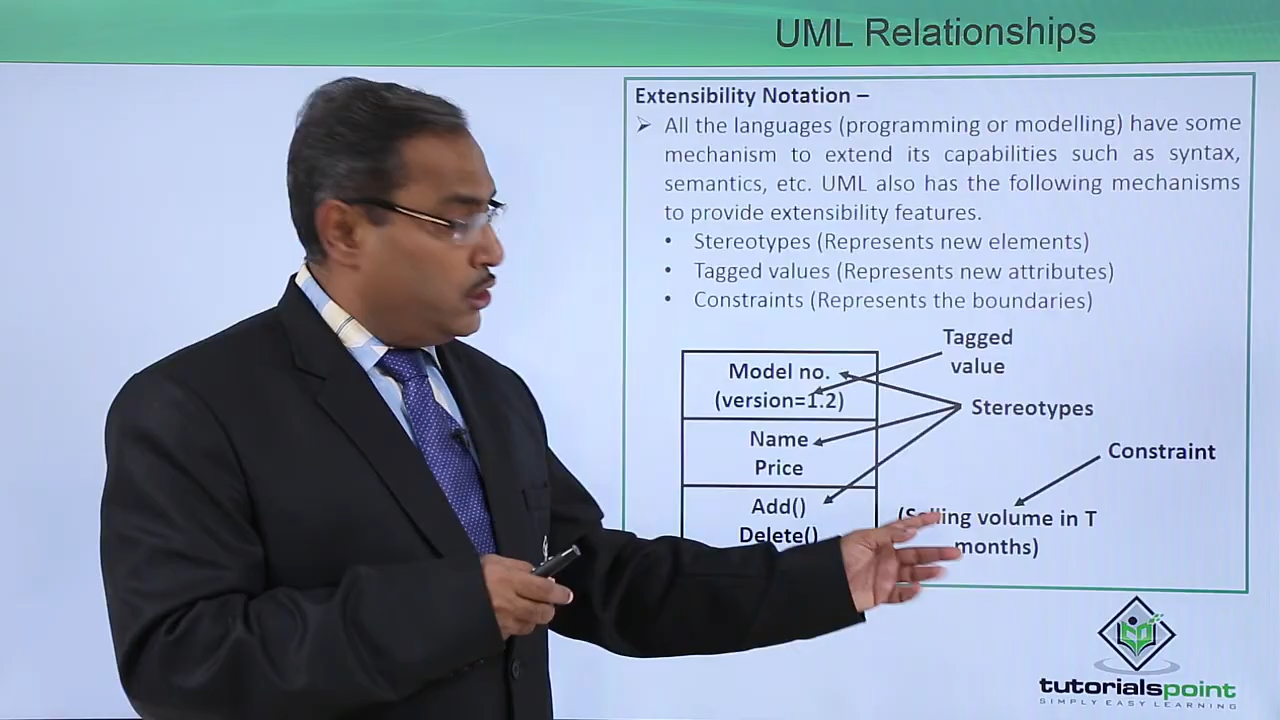 UML Relationships
Extensibility Notation –
➢ All the languages (programming or modelling) have some
mechanism to extend its capabilities such as syntax,
semantics, etc. UML also has the following mechanisms
to provide extensibility features.
• Stereotypes (Represents new elements)
• Tagged values (Represents new attributes)
• Constraints (Represents the boundaries)
Tagged
value
Model no.
(version=1.2)
Stereotypes
Name
Price
Constraint
Add()
Delete()
(Selling volume in T
months)
tutorialspoint
SIMPLY EASY LEARNING